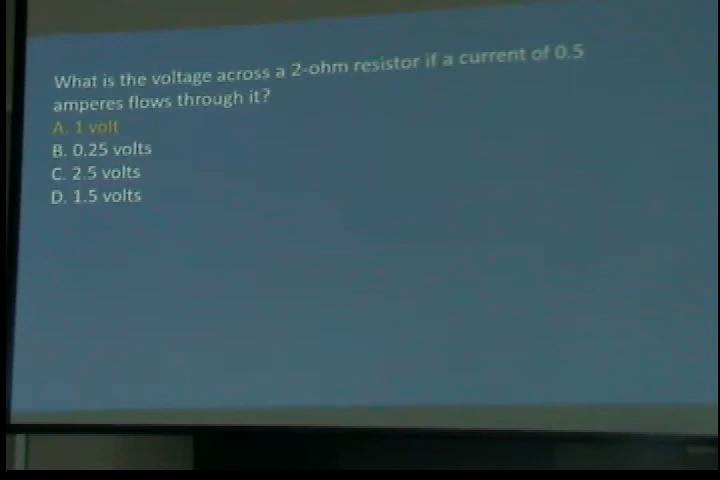 What is the voltage across a 2-ohm resistor if a current of 0.5
amperes flows through it?
A. 1 volt
B. 0.25 volts
C. 2.5 volts
D. 1.5 volts